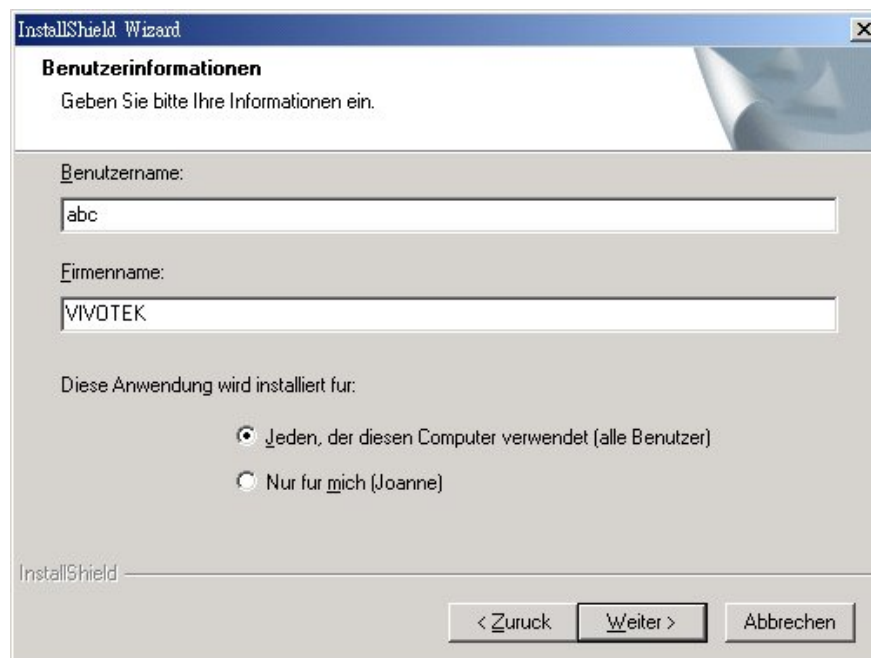 InstallShield Wizard
Benutzerinformationen
Geben Sie bitte Ihre Informationen ein.
Benutzername:
abc
Firmenname:
VIVOTEK
Diese Anwendung wird installiert fur:
Jeden, der diesen Computer verwendet (alle Benutzer)
Nur fur mich (Joanne)
InstallShield
< Zuruck Weiter > Abbrechen